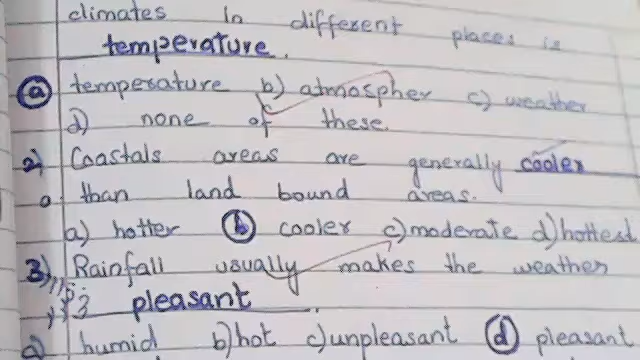 climates in different places is
temperature.
a temperature b) atmospher c) weather
d) none of these.
2) Coastals areas are generally cooler
than land bound areas.
a) hotter b cooler c) moderate d) hottest
3) Rainfall usually makes the weather
pleasant
a) humid b) hot c) unpleasant d pleasant